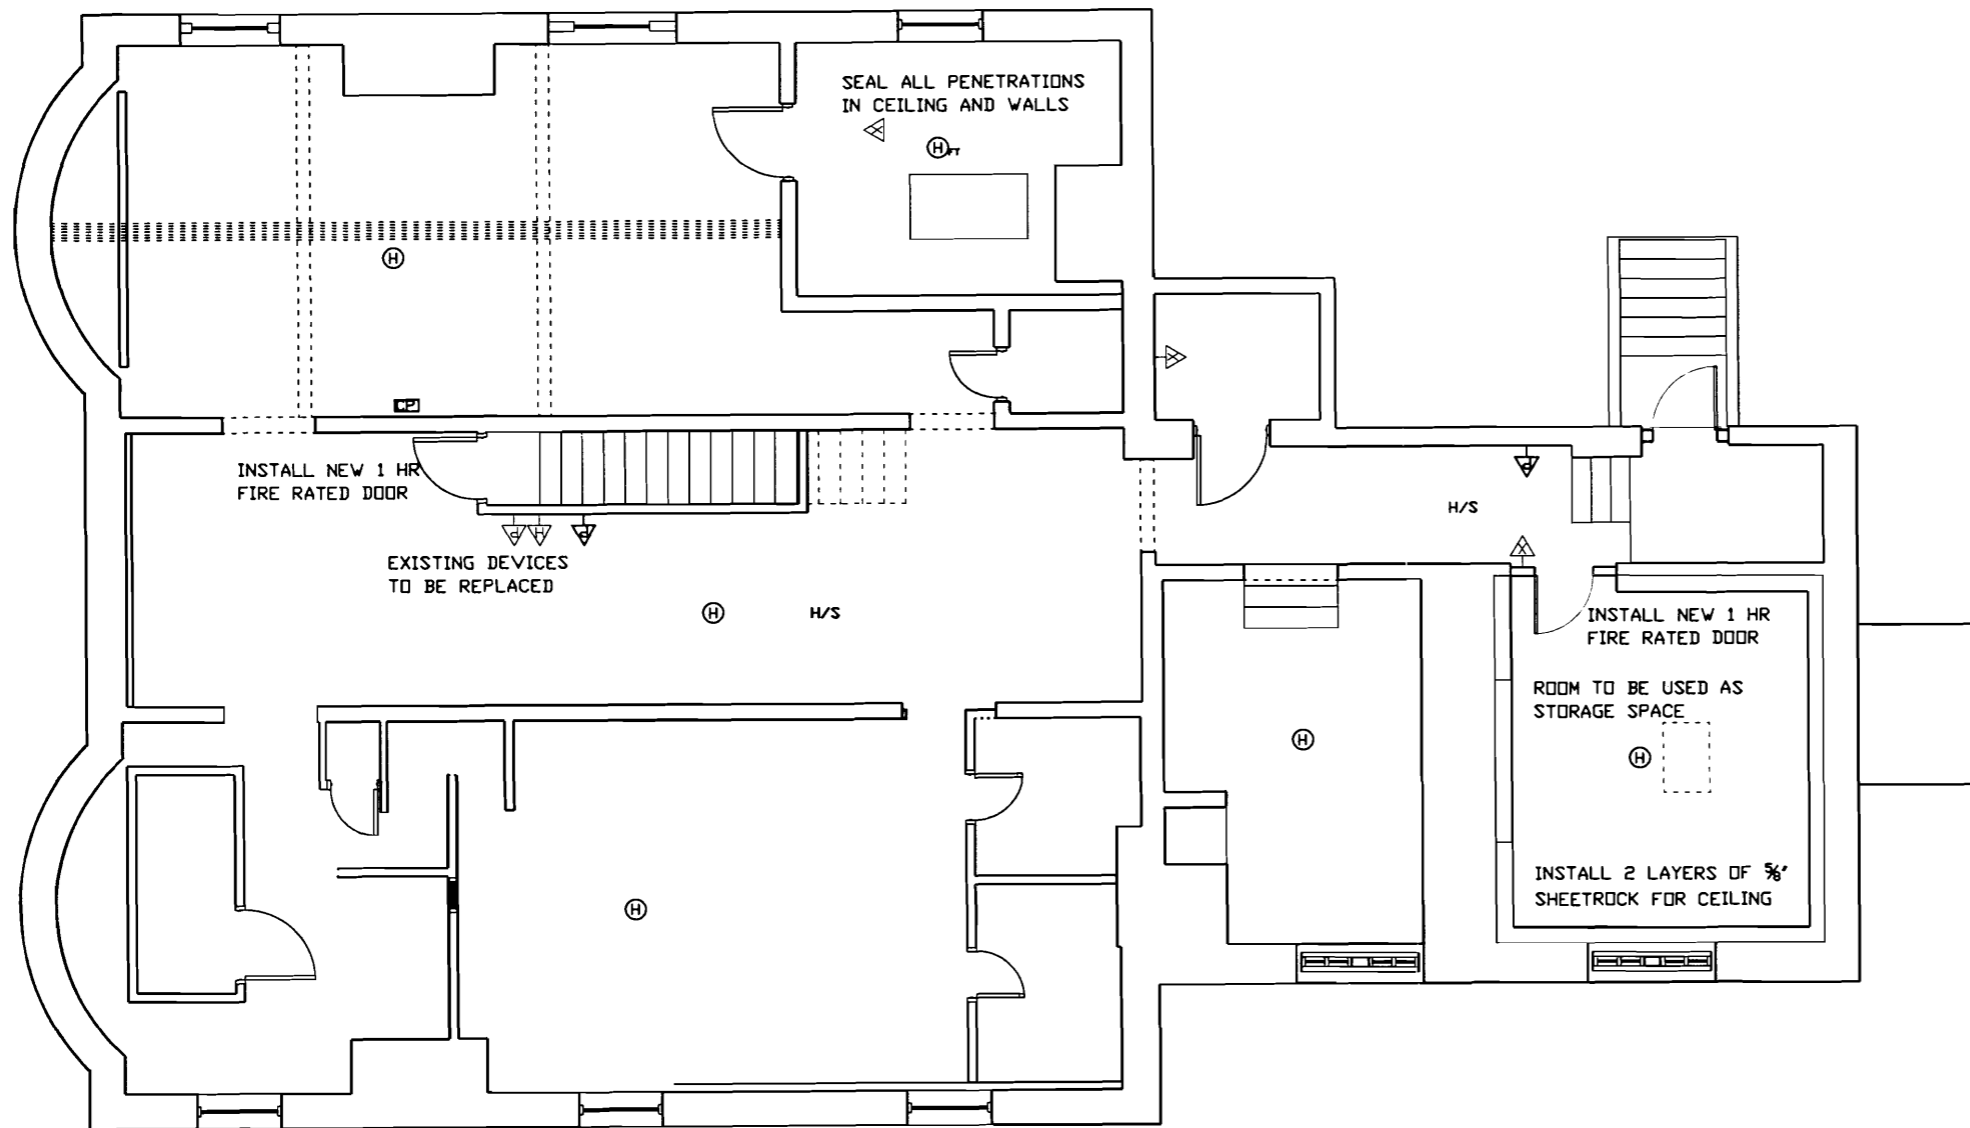 SEAL ALL PENETRATIONS
IN CEILING AND WALLS
X
H FT
H
X
CP
INSTALL NEW 1 HR
FIRE RATED DOOR
P
H
P
EXISTING DEVICES
TO BE REPLACED
P
H/S
X
H
H/S
INSTALL NEW 1 HR
FIRE RATED DOOR
ROOM TO BE USED AS
STORAGE SPACE
H
H
INSTALL 2 LAYERS OF ⅝"
SHEETROCK FOR CEILING
H